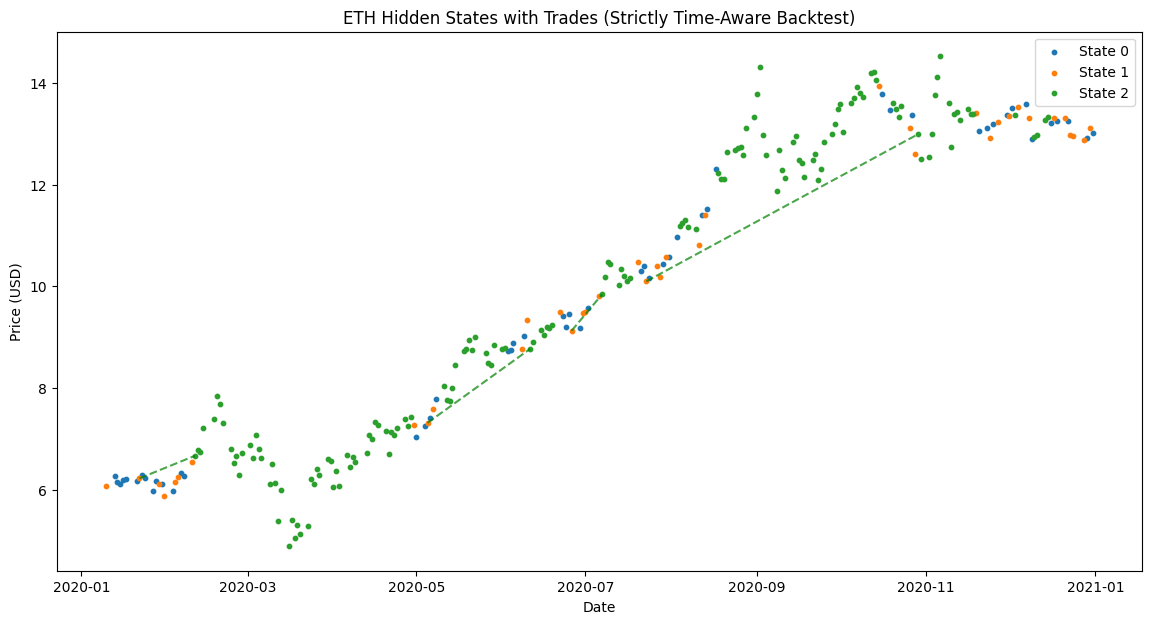 ETH Hidden States with Trades (Strictly Time-Aware Backtest)
State 0
State 1
State 2
Price (USD)
14
12
10
8
6
2020-01
2020-03
2020-05
2020-07
2020-09
2020-11
2021-01
Date